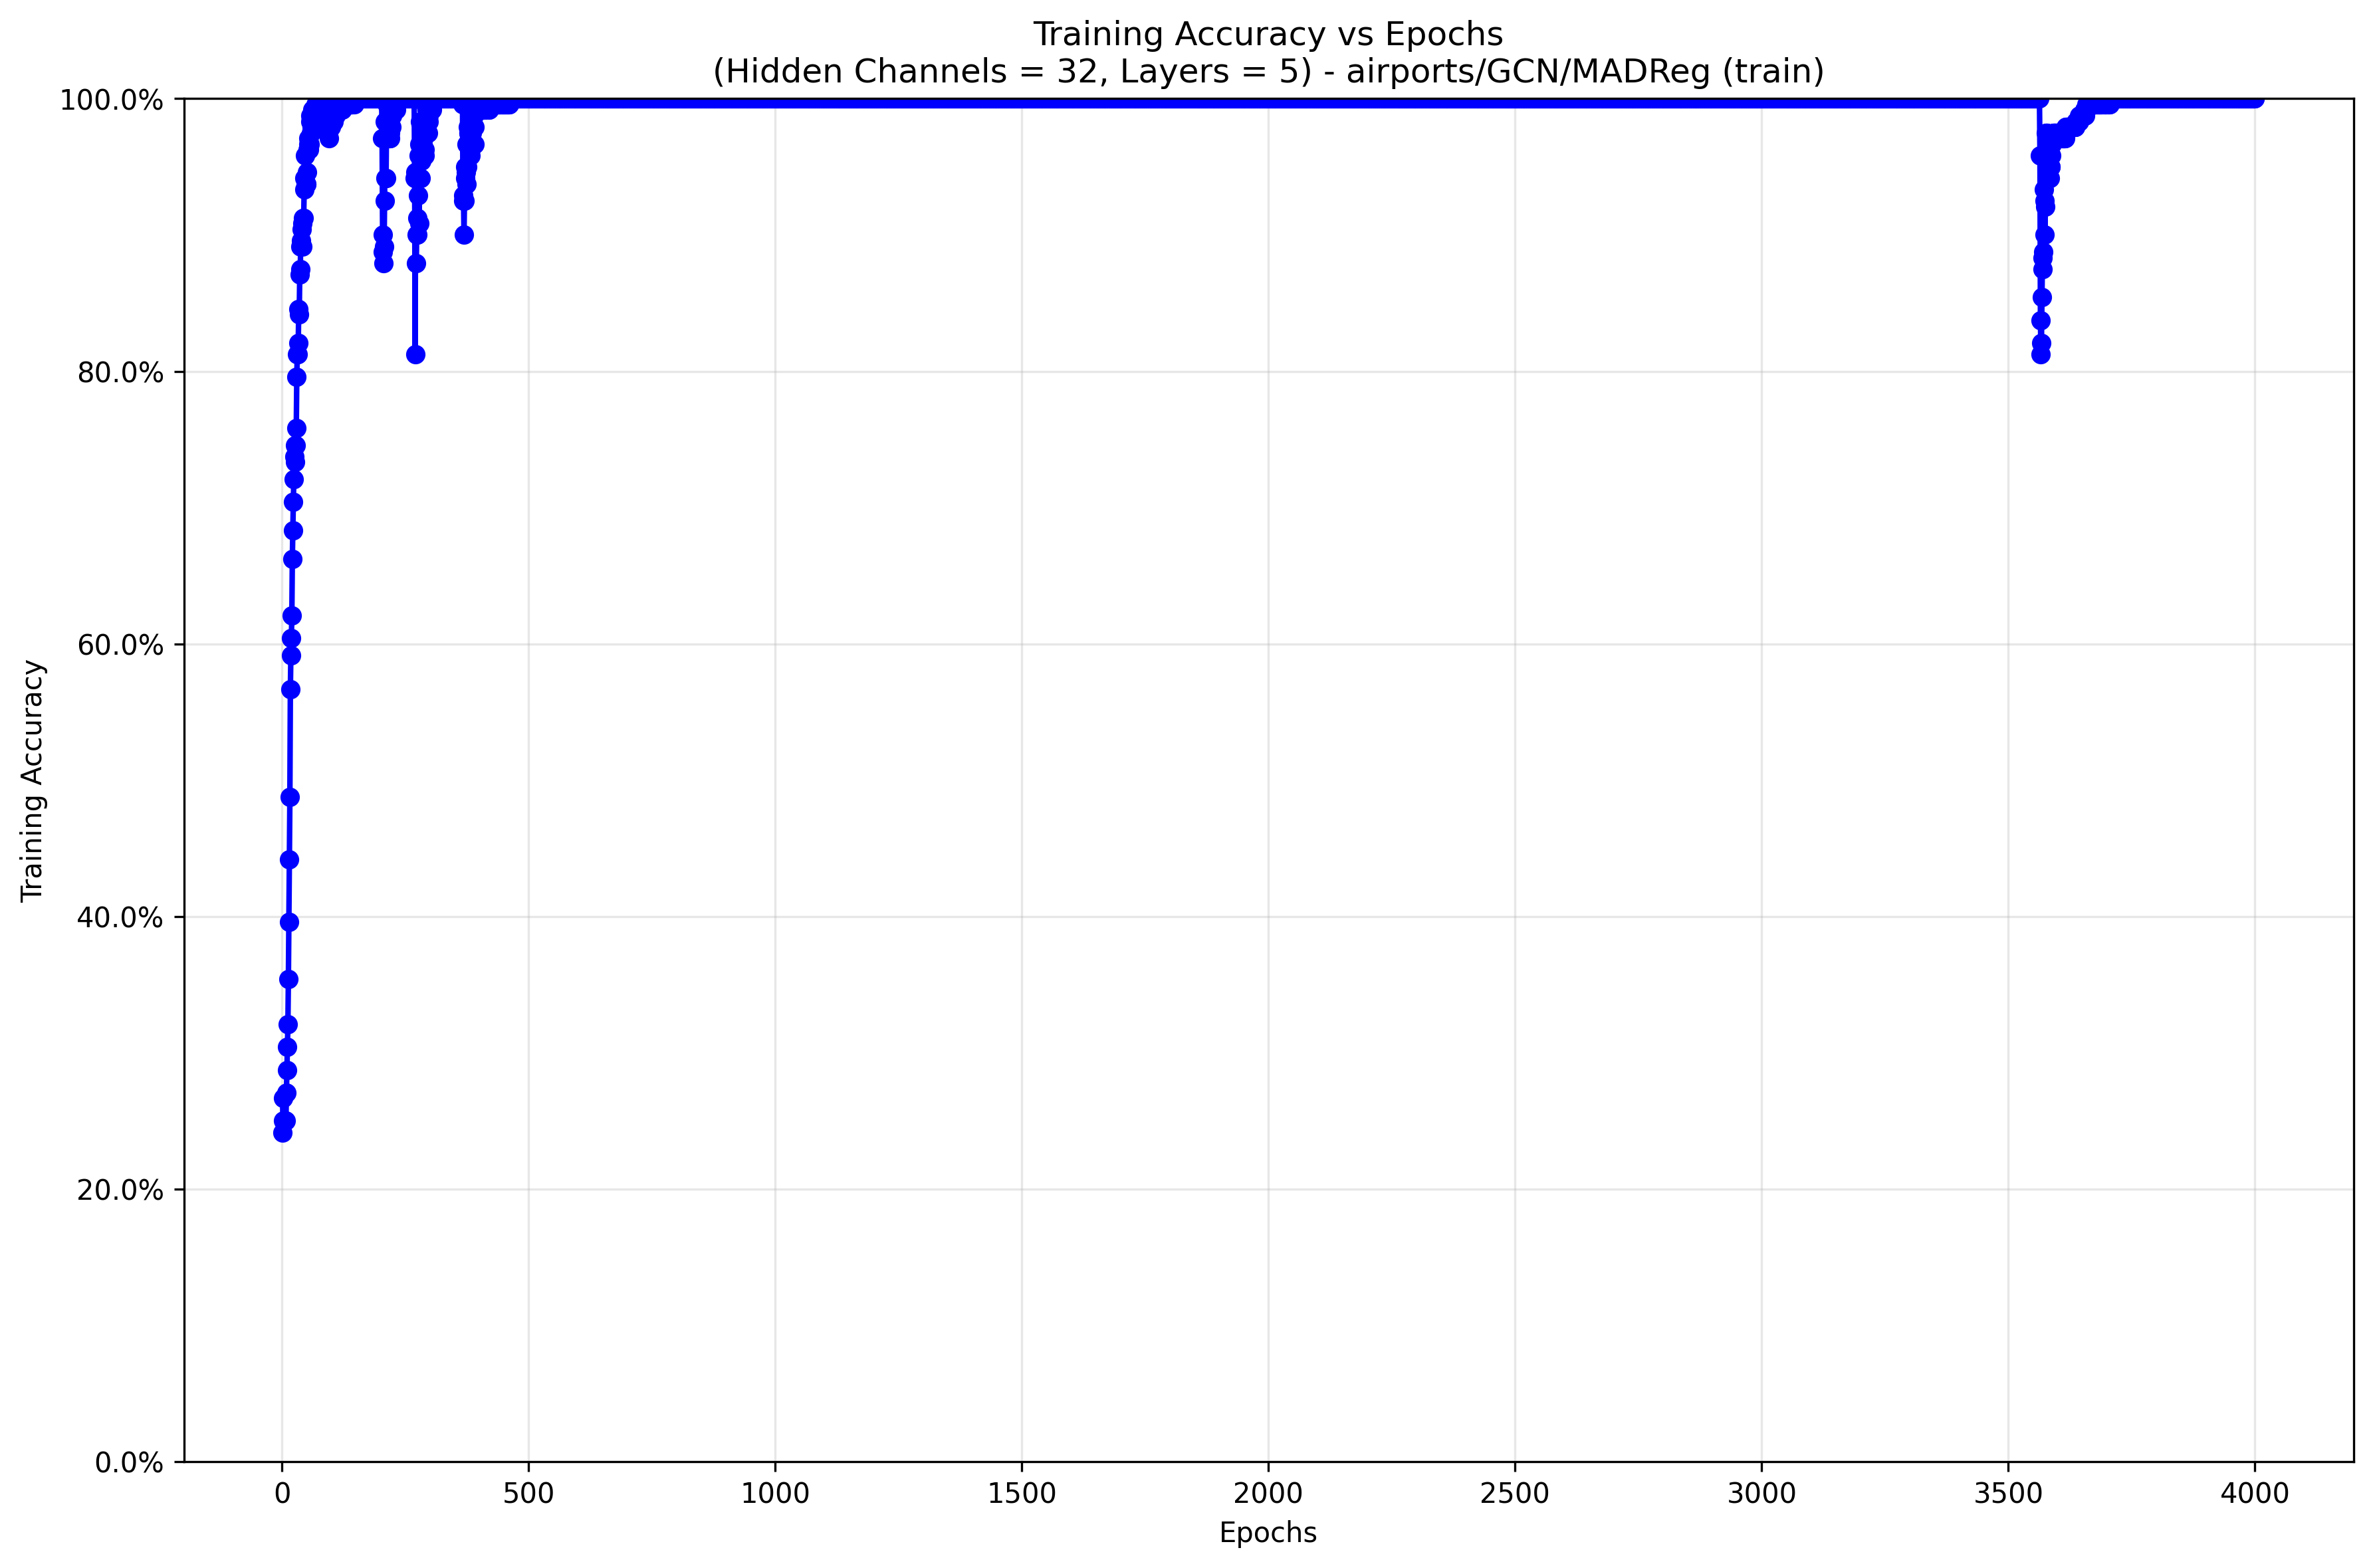 Training Accuracy vs Epochs
(Hidden Channels = 32, Layers = 5) - airports/GCN/MADReg (train)
100.0%
80.0%
60.0%
40.0%
20.0%
0.0%
Training Accuracy
0 500 1000 1500 2000 2500 3000 3500 4000
Epochs